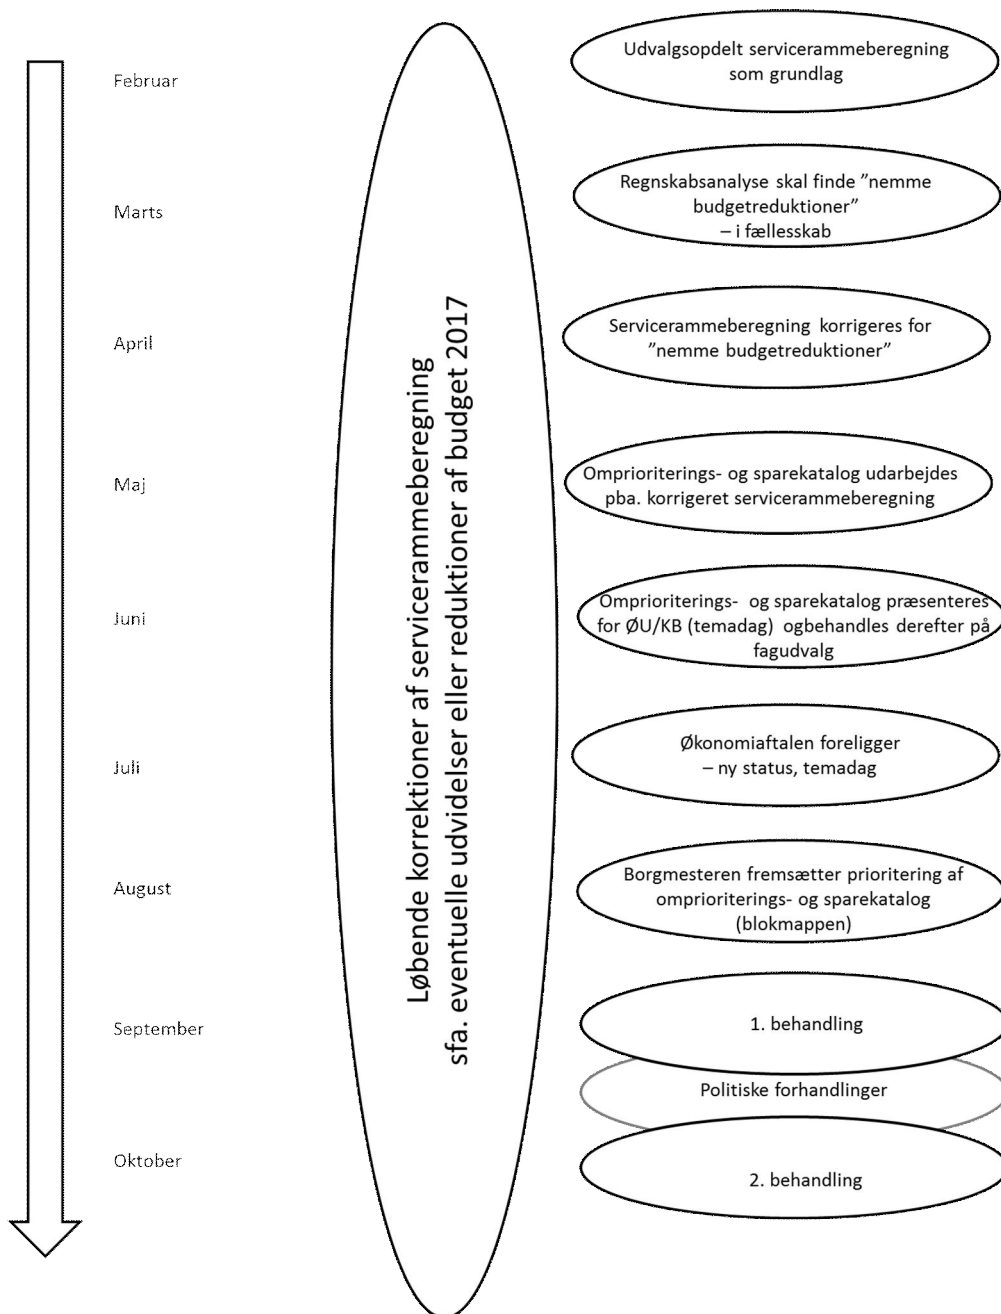 Februar
Udvalgsopdelt servicerammeberegning
som grundlag
Marts
Regnskabsanalyse skal finde ”nemme
budgetreduktioner”
– i fællesskab
April
Servicerammeberegning korrigeres for
”nemme budgetreduktioner”
Maj
Omprioriterings- og sparekatalog udarbejdes
pba. korrigeret servicerammeberegning
Juni
Omprioriterings- og sparekatalog præsenteres
for ØU/KB (temadag) ogbehandles derefter på
fagudvalg
Juli
Økonomiaftalen foreligger
– ny status, temadag
August
Borgmesteren fremsætter prioritering af
omprioriterings- og sparekatalog
(blokmappen)
September
1. behandling
Politiske forhandlinger
Oktober
2. behandling
Løbende korrektioner af servicerammeberegning
sfa. eventuelle udvidelser eller reduktioner af budget 2017